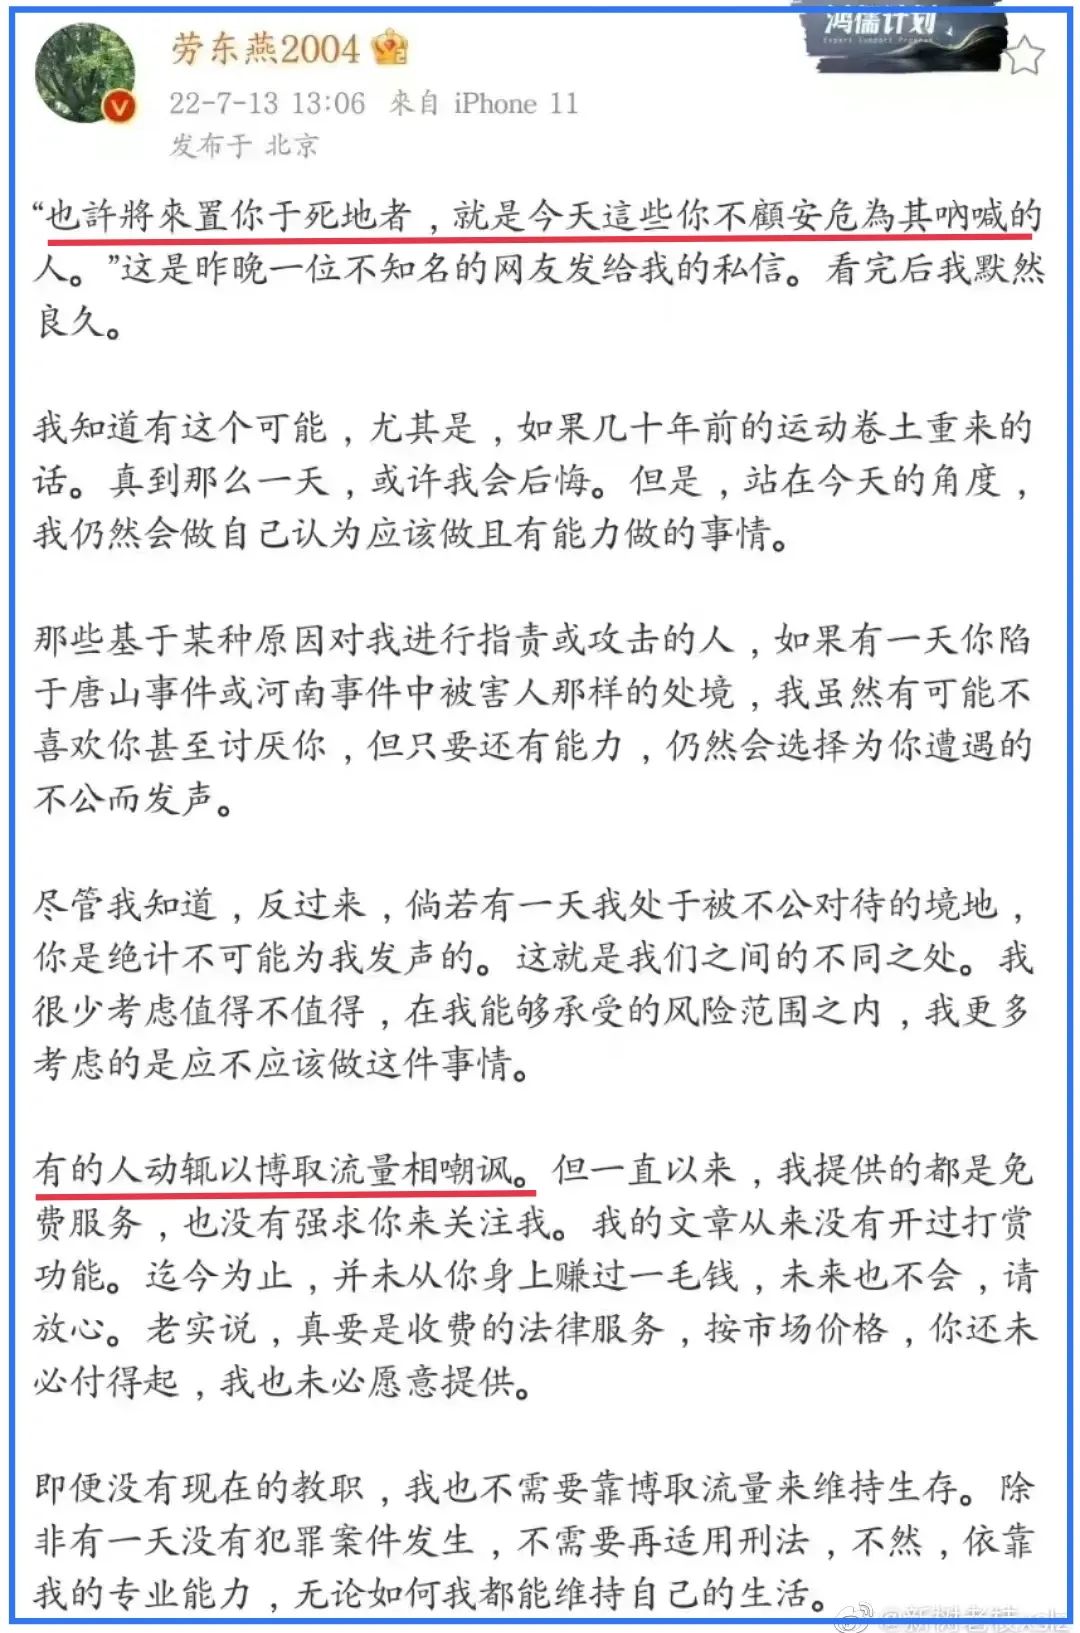 鸿儒计划
Expert Support Program
劳东燕2004
22-7-13 13:06 来自 iPhone 11
发布于 北京
“也許將來置你于死地者，就是今天這些你不顧安危為其吶喊的
人。”这是昨晚一位不知名的网友发给我的私信。看完后我默然
良久。
我知道有这个可能，尤其是，如果几十年前的运动卷土重来的
话。真到那么一天，或许我会后悔。但是，站在今天的角度，
我仍然会做自己认为应该做且有能力做的事情。
那些基于某种原因对我进行指责或攻击的人，如果有一天你陷
于唐山事件或河南事件中被害人那样的处境，我虽然有可能不
喜欢你甚至讨厌你，但只要还有能力，仍然会选择为你遭遇的
不公而发声。
尽管我知道，反过来，倘若有一天我处于被不公对待的境地，
你是绝计不可能为我发声的。这就是我们之间的不同之处。我
很少考虑值得不值得，在我能够承受的风险范围之内，我更多
考虑的是应不应该做这件事情。
有的人动辄以博取流量相嘲讽。但一直以来，我提供的都是免
费服务，也没有强求你来关注我。我的文章从来没有开过打赏
功能。迄今为止，并未从你身上赚过一毛钱，未来也不会，请
放心。老实说，真要是收费的法律服务，按市场价格，你还未
必付得起，我也未必愿意提供。
即便没有现在的教职，我也不需要靠博取流量来维持生存。除
非有一天没有犯罪案件发生，不需要再适用刑法，不然，依靠
我的专业能力，无论如何我都能维持自己的生活。